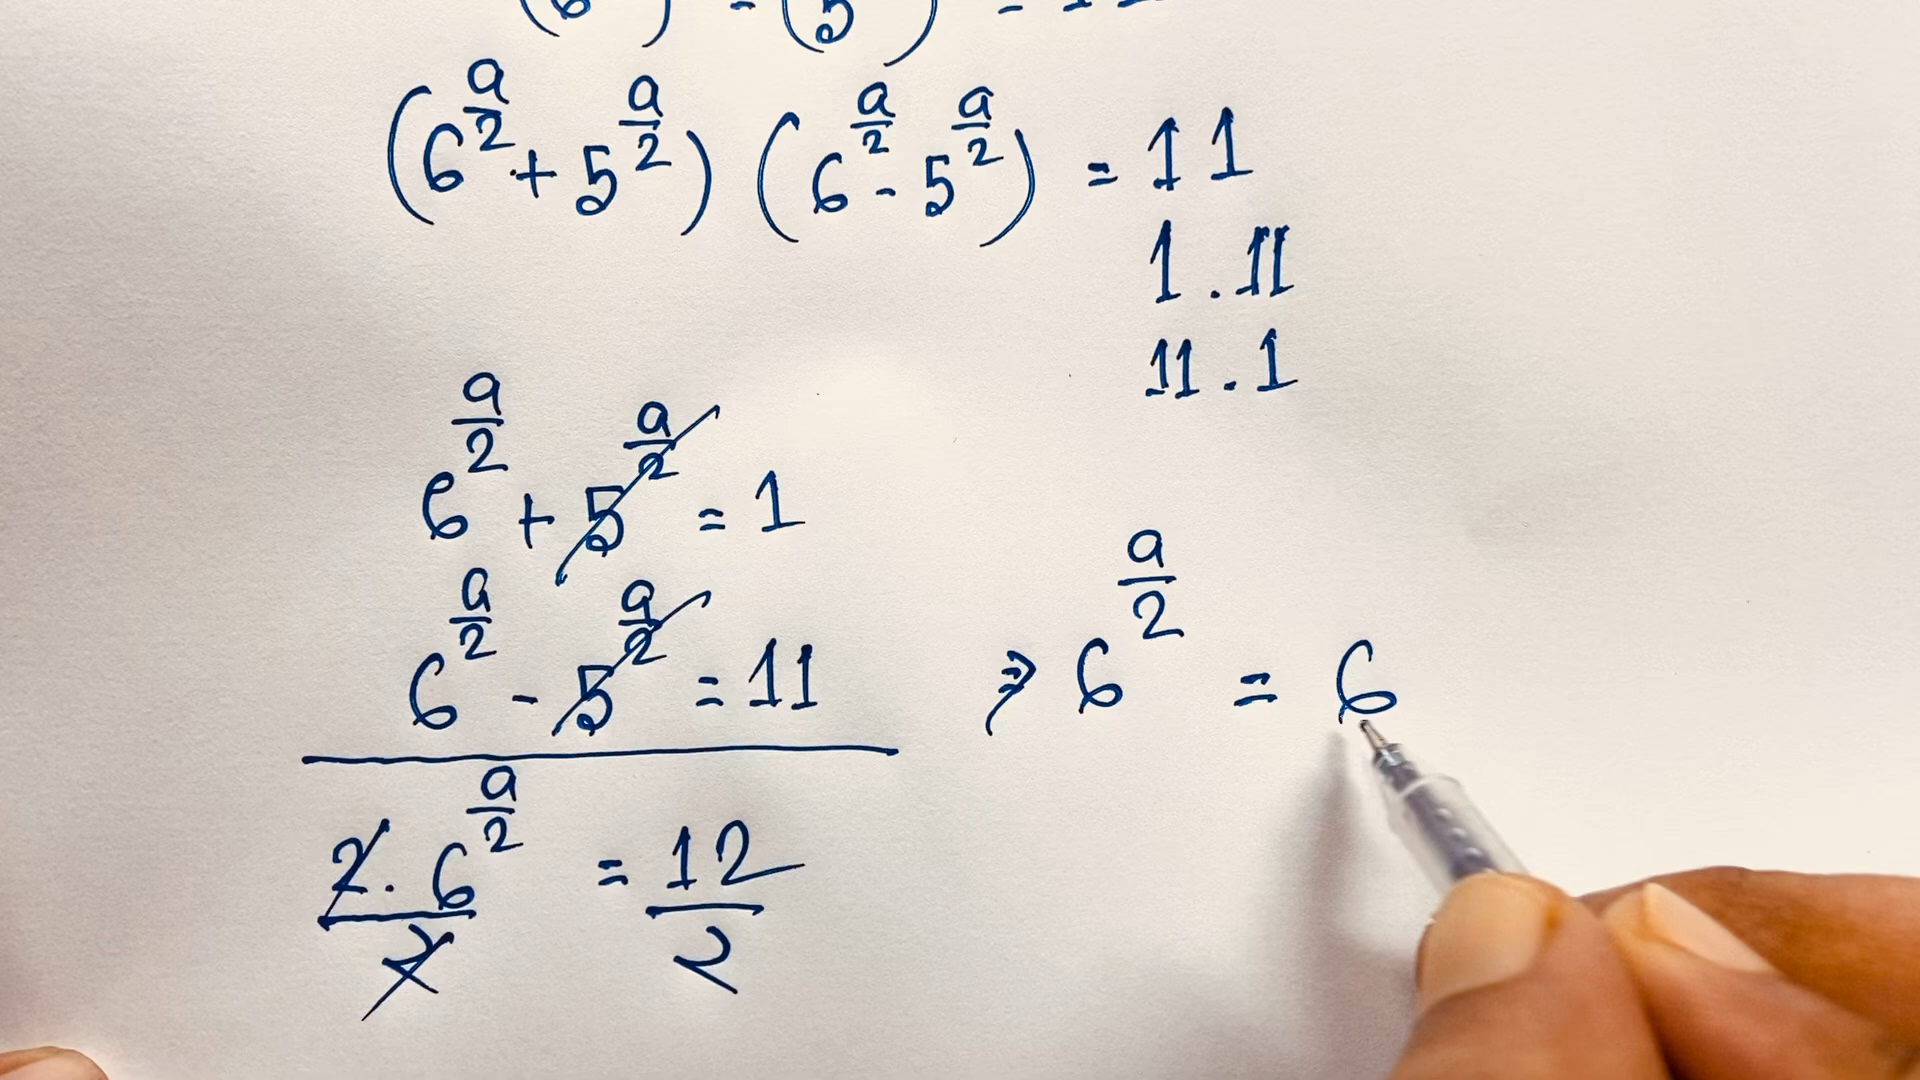 (6^(a/2) + 5^(a/2)) (6^(a/2) - 5^(a/2)) = 11
1 . 11
11 . 1
6^(a/2) + 5^(a/2) = 1
6^(a/2) - 5^(a/2) = 11
2 . 6^(a/2) / 2 = 12 / 2
⇒ 6^(a/2) = 6